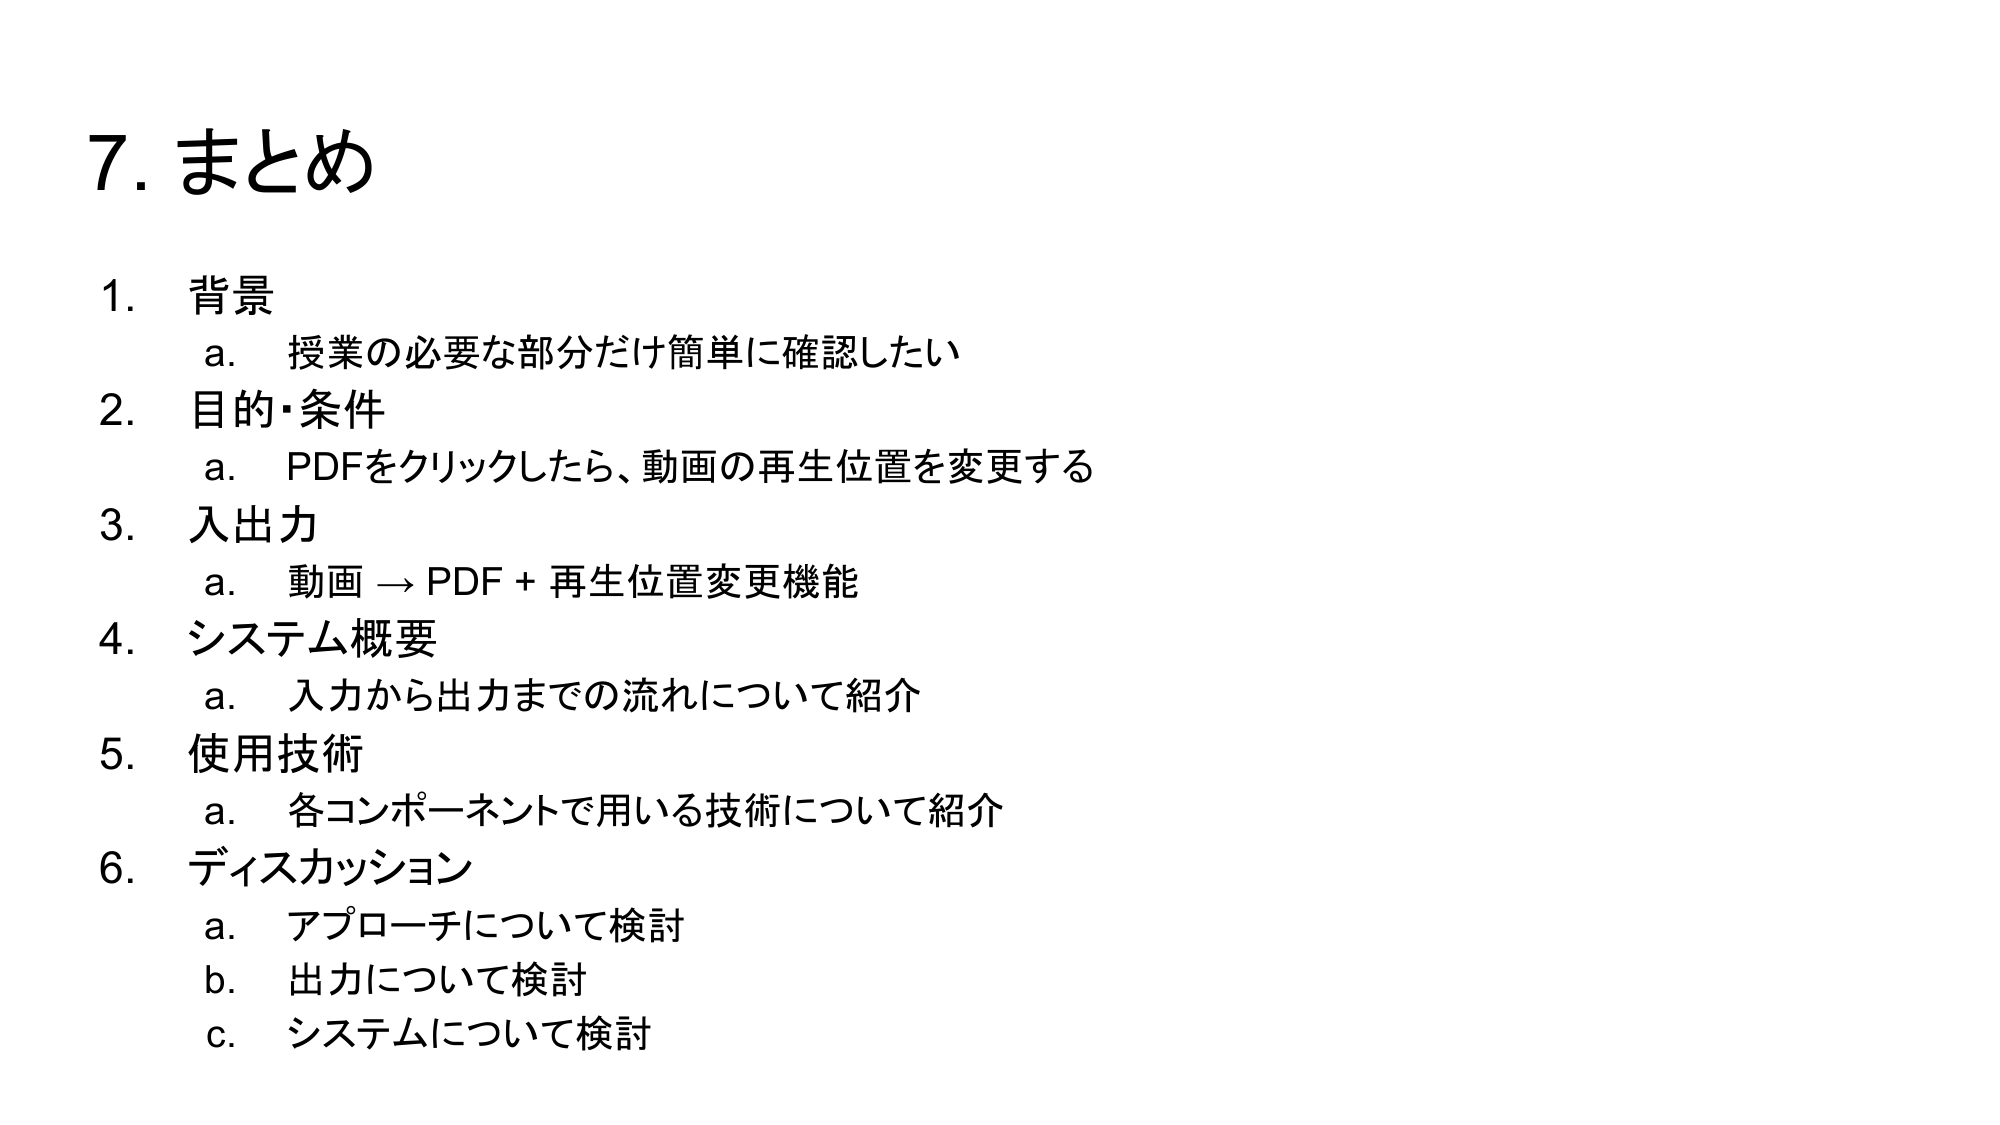 7. まとめ
1. 背景
a. 授業の必要な部分だけ簡単に確認したい
2. 目的・条件
a. PDFをクリックしたら、動画の再生位置を変更する
3. 入出力
a. 動画 → PDF + 再生位置変更機能
4. システム概要
a. 入力から出力までの流れについて紹介
5. 使用技術
a. 各コンポーネントで用いる技術について紹介
6. ディスカッション
a. アプローチについて検討
b. 出力について検討
c. システムについて検討